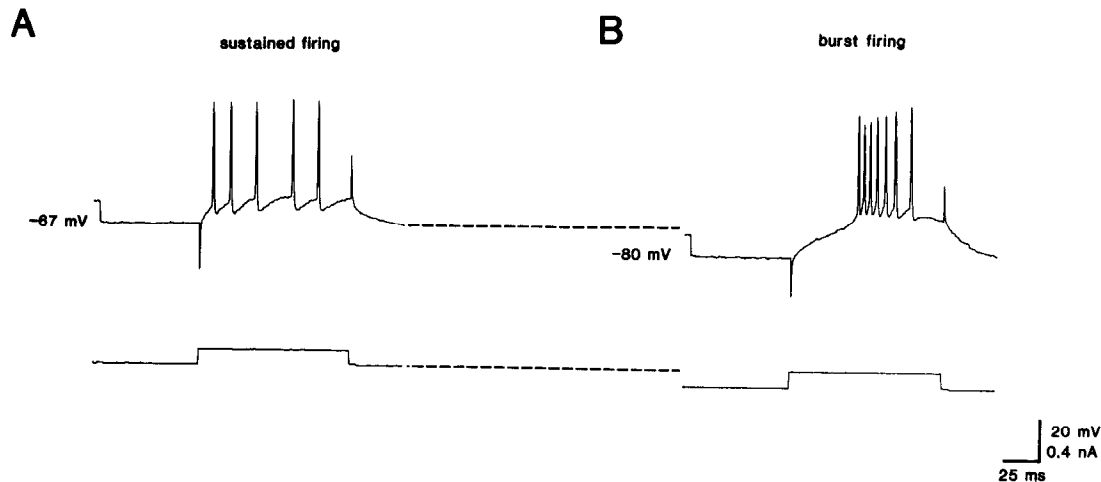 A
sustained firing
-67 mV
B
burst firing
-80 mV
20 mV
0.4 nA
25 ms